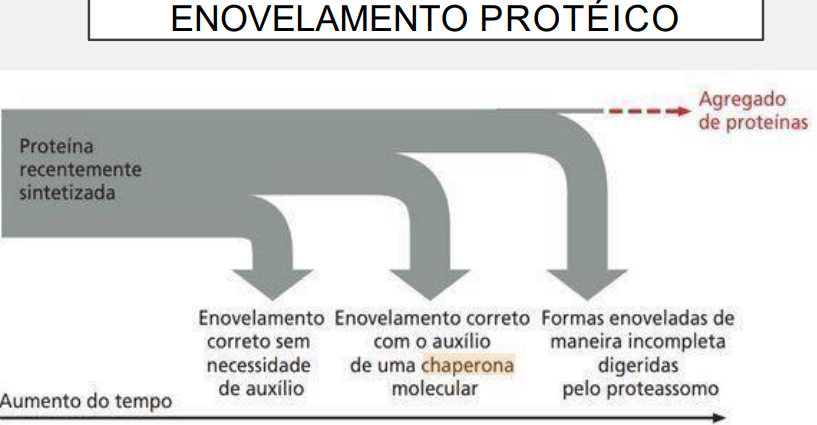 ENOVELAMENTO PROTÉICO
Agregado
de proteínas
Proteína
recentemente
sintetizada
Enovelamento
correto sem
necessidade
de auxílio
Enovelamento correto
com o auxílio
de uma chaperona
molecular
Formas enoveladas de
maneira incompleta
digeridas
pelo proteassomo
Aumento do tempo